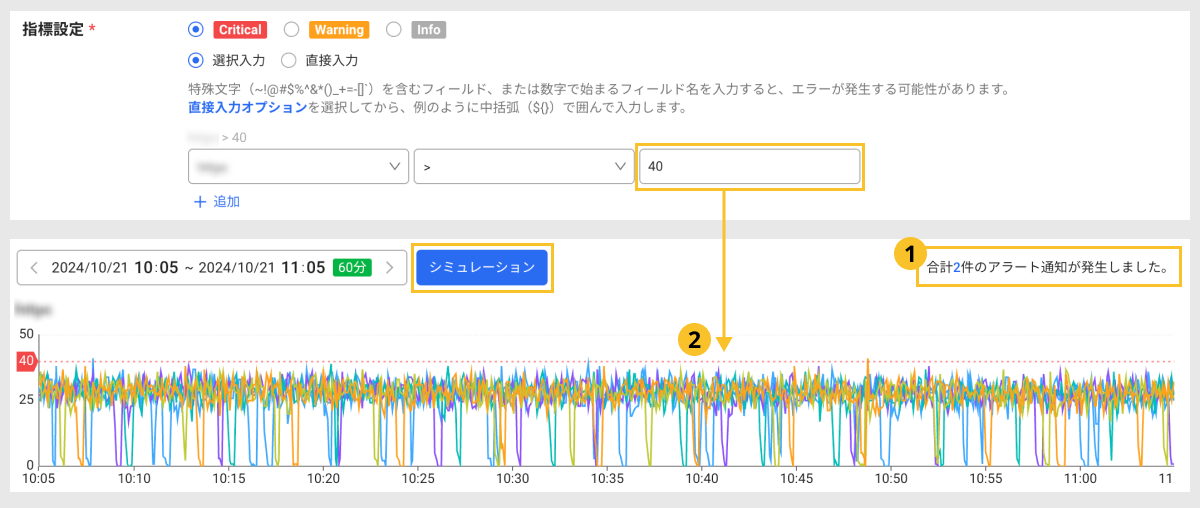 指標設定 *
Critical Warning Info
選択入力 直接入力
特殊文字（~!@#$%^&*()_+=-[]`）を含むフィールド、または数字で始まるフィールド名を入力すると、エラーが発生する可能性があります。
直接入力オプションを選択してから、例のように中括弧（${}）で囲んで入力します。
> 40
> 40
+ 追加
2024/10/21 10:05 ~ 2024/10/21 11:05 60分
シミュレーション
1
合計2件のアラート通知が発生しました。
2
50
40
25
0
10:05 10:10 10:15 10:20 10:25 10:30 10:35 10:40 10:45 10:50 10:55 11:00 11